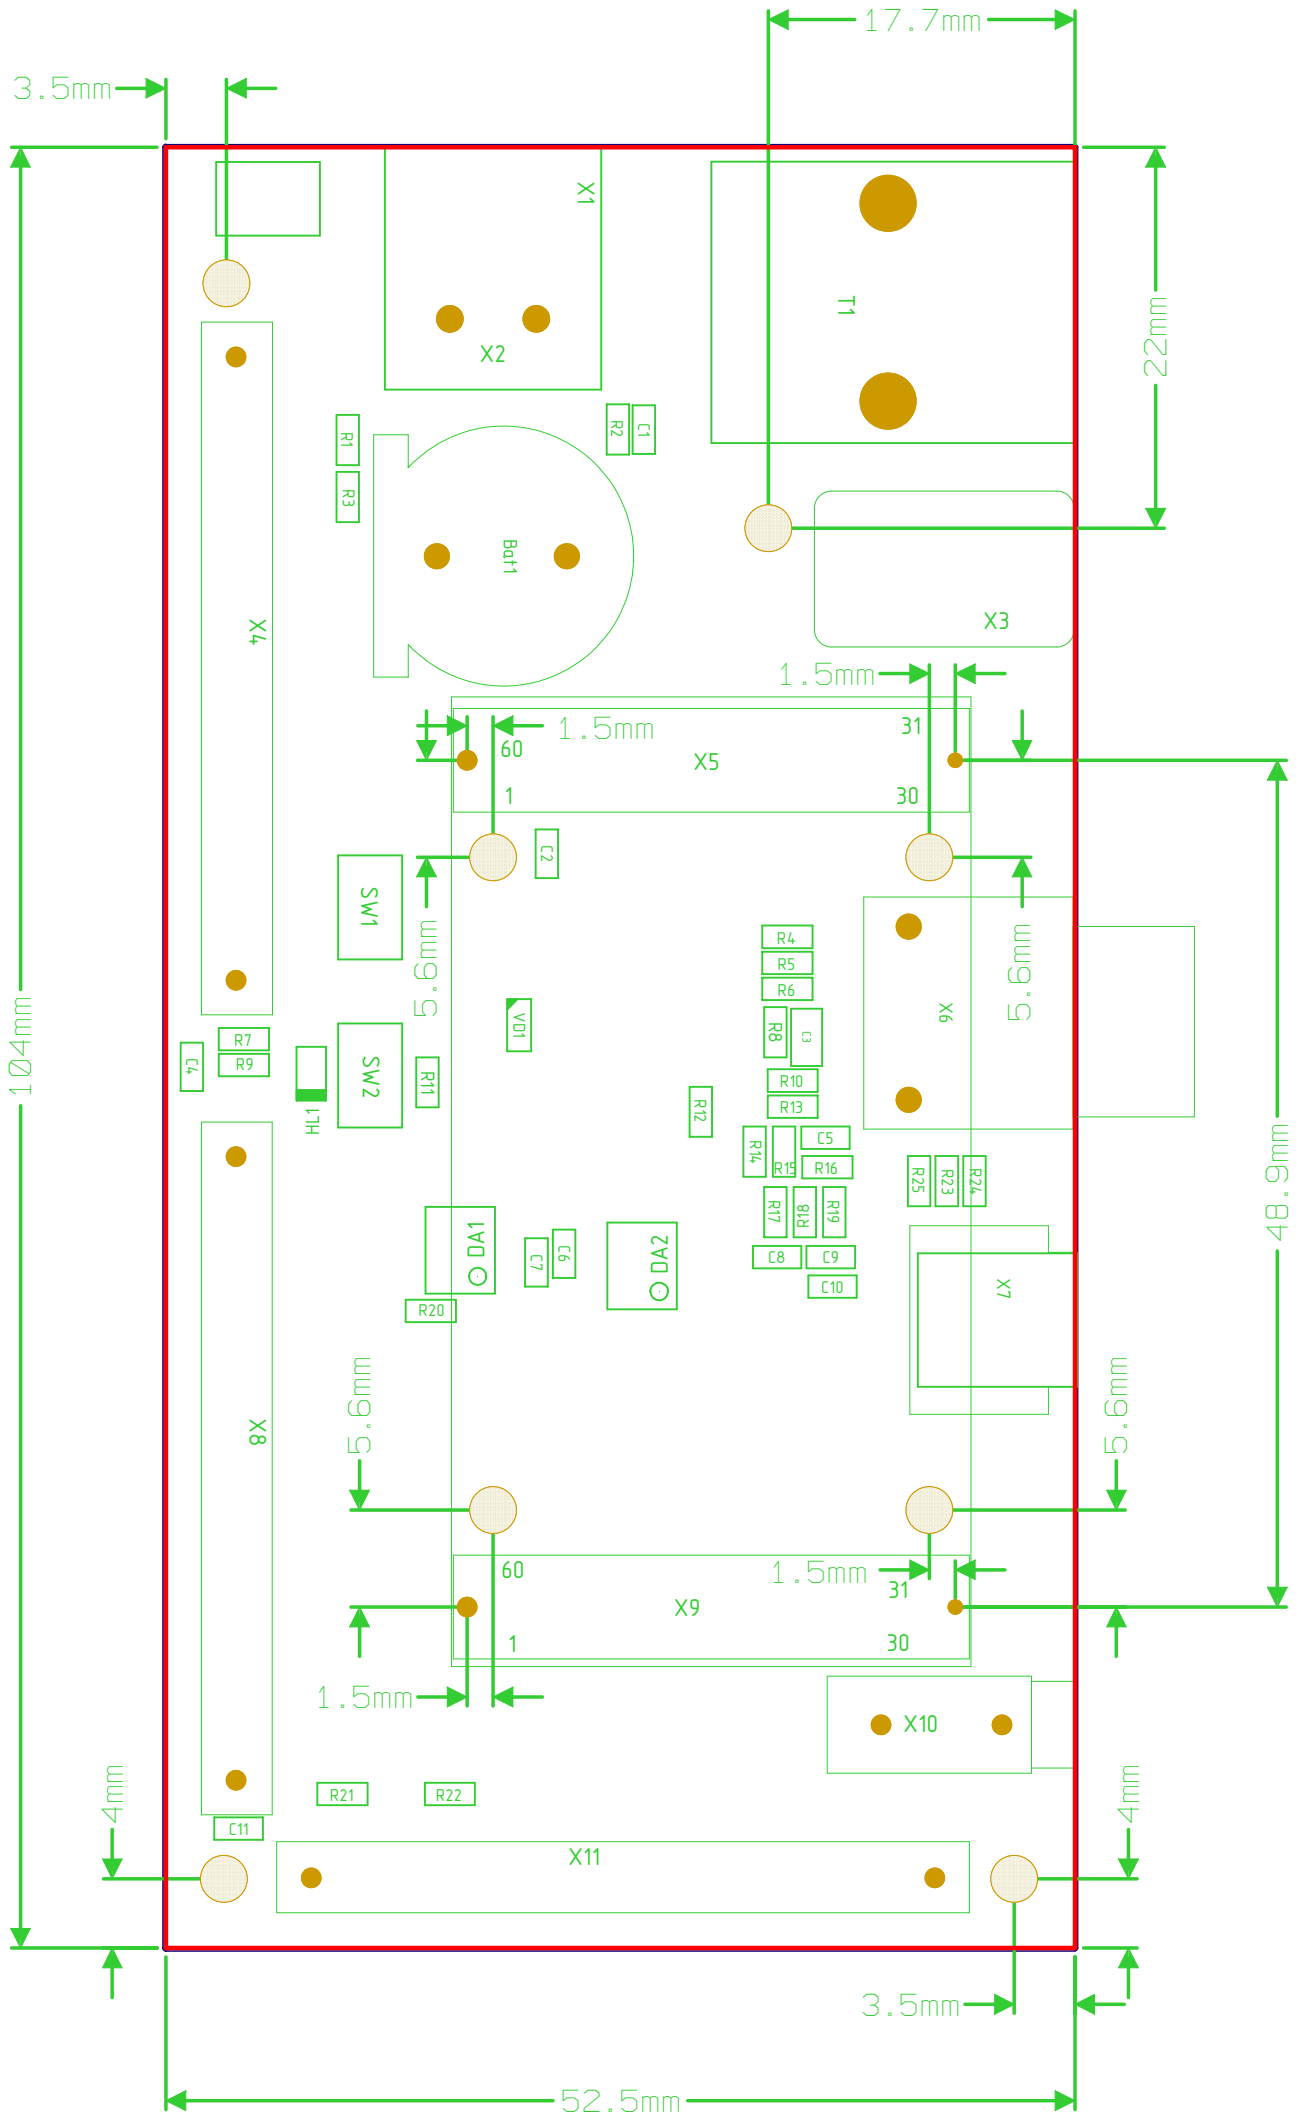 17.7mm
3.5mm
X1
T1
22mm
X2
R1
R2
C1
R3
Bat1
X4
X3
1.5mm
1.5mm
31
60
X5
1
30
C2
SW1
5.6mm
R4
5.6mm
R5
R6
X6
VD1
R8
C3
104mm
R7
R9
C4
SW2
R11
R10
R12
R13
HL1
C5
R14
R15
R16
48.9mm
R25
R23
R24
R17
R18
R19
DA1
C7
C6
DA2
C8
C9
C10
X7
R20
5.6mm
5.6mm
X8
60
1.5mm
31
X9
1
30
1.5mm
X10
4mm
R21
R22
4mm
C11
X11
3.5mm
52.5mm